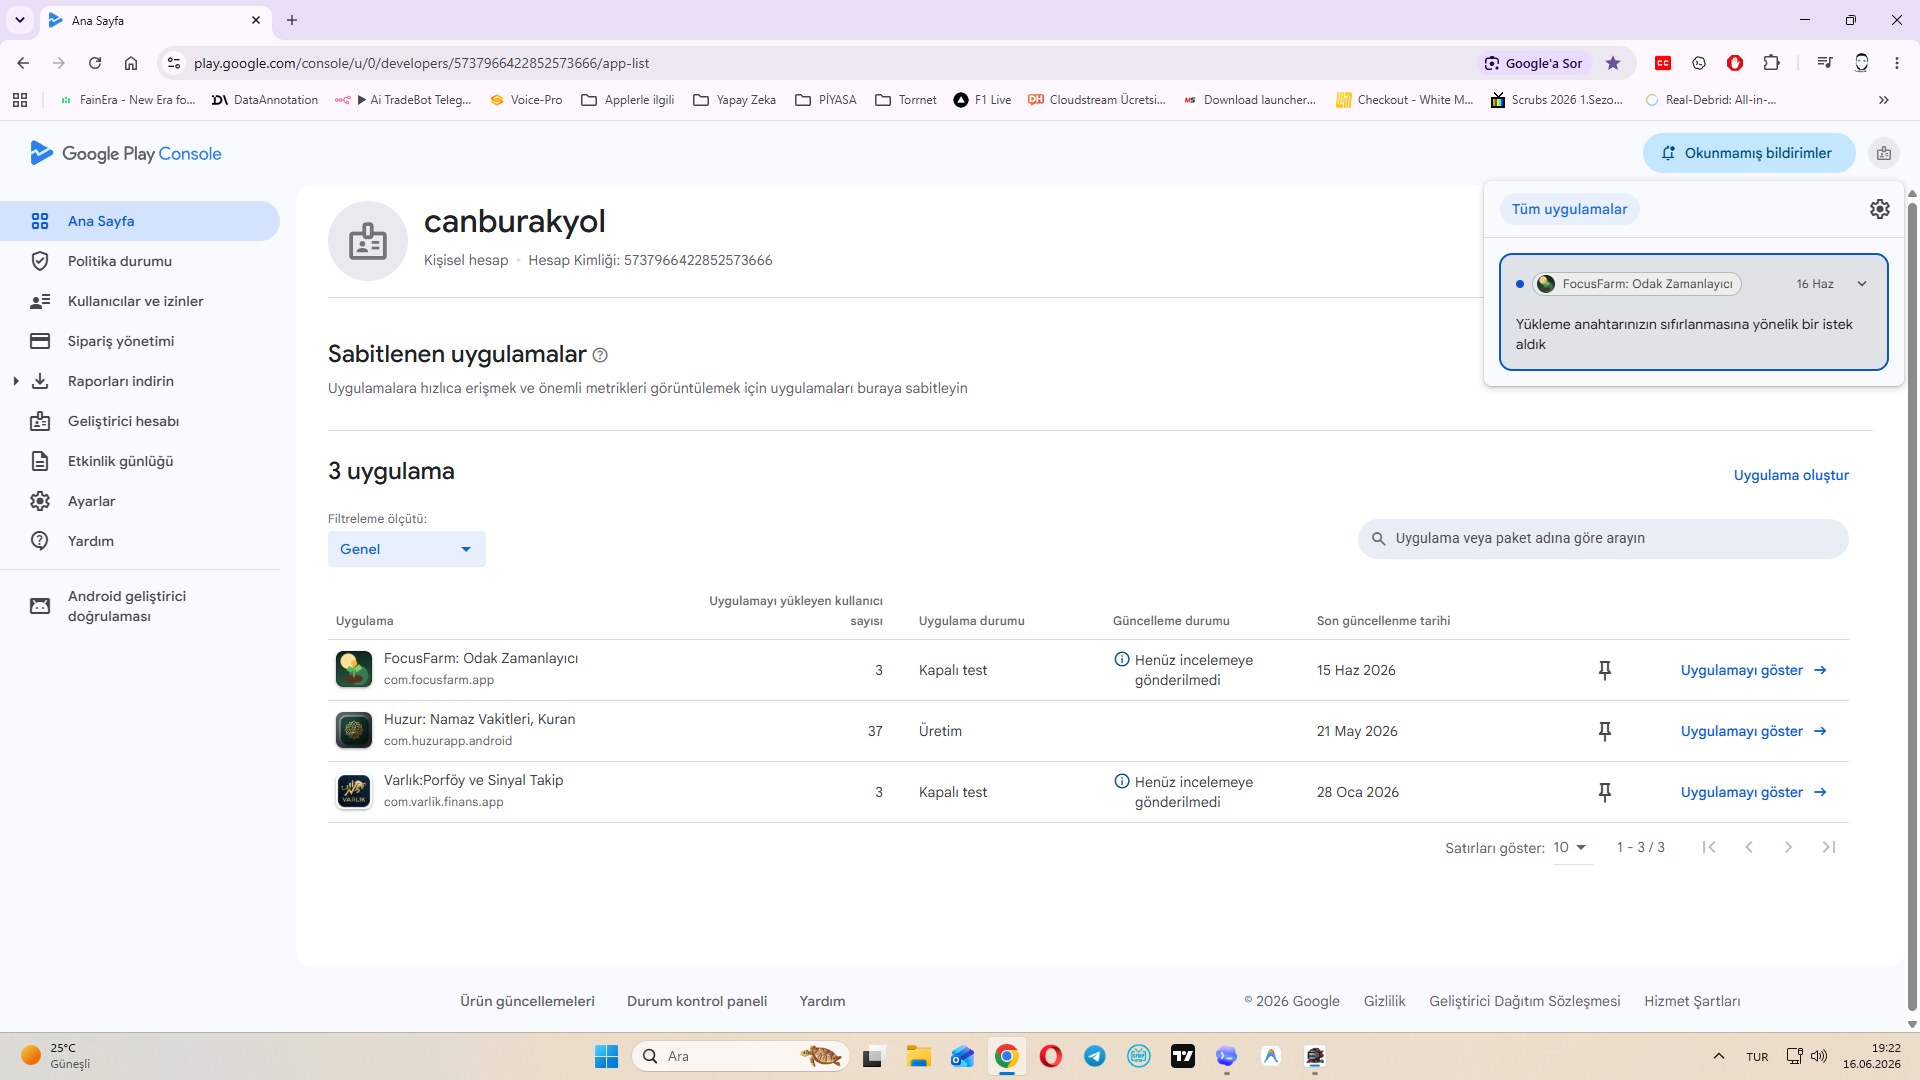 Ana Sayfa
play.google.com/console/u/0/developers/5737966422852573666/app-list
Google'a Sor
FainEra - New Era fo...
DataAnnotation
Ai TradeBot Teleg...
Voice-Pro
Applerle ilgili
Yapay Zeka
PİYASA
Torrnet
F1 Live
Cloudstream Ücretsi...
Download launcher...
Checkout - White M...
Scrubs 2026 1.Sezo...
Real-Debrid: All-in-...
Google Play Console
Okunmamış bildirimler
Ana Sayfa
Politika durumu
Kullanıcılar ve izinler
Sipariş yönetimi
Raporları indirin
Geliştirici hesabı
Etkinlik günlüğü
Ayarlar
Yardım
Android geliştirici
doğrulaması
canburakyol
Kişisel hesap • Hesap Kimliği: 5737966422852573666
Tüm uygulamalar
FocusFarm: Odak Zamanlayıcı
16 Haz
Yükleme anahtarınızın sıfırlanmasına yönelik bir istek
aldık
Sabitlenen uygulamalar
Uygulamalara hızlıca erişmek ve önemli metrikleri görüntülemek için uygulamaları buraya sabitleyin
3 uygulama
Uygulama oluştur
Filtreleme ölçütü:
Genel
Uygulama veya paket adına göre arayın
Uygulama
Uygulamayı yükleyen kullanıcı
sayısı
Uygulama durumu
Güncelleme durumu
Son güncellenme tarihi
FocusFarm: Odak Zamanlayıcı
com.focusfarm.app
3
Kapalı test
Henüz incelemeye
gönderilmedi
15 Haz 2026
Uygulamayı göster
Huzur: Namaz Vakitleri, Kuran
com.huzurapp.android
37
Üretim
21 May 2026
Uygulamayı göster
VARLIK
Varlık:Porföy ve Sinyal Takip
com.varlik.finans.app
3
Kapalı test
Henüz incelemeye
gönderilmedi
28 Oca 2026
Uygulamayı göster
Satırları göster: 10
1 - 3 / 3
Ürün güncellemeleri
Durum kontrol paneli
Yardım
© 2026 Google
Gizlilik
Geliştirici Dağıtım Sözleşmesi
Hizmet Şartları
25°C
Güneşli
Ara
TUR
19:22
16.06.2026